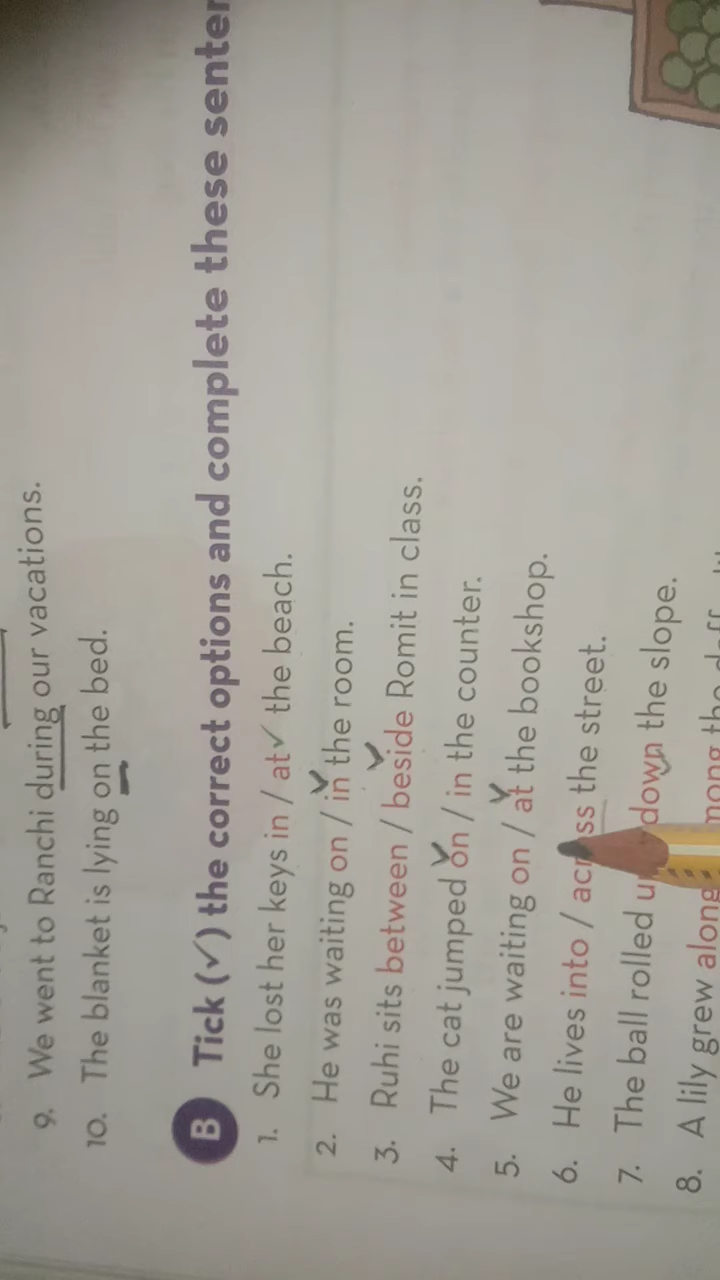 9. We went to Ranchi during our vacations.
10. The blanket is lying on the bed.
B Tick (✓) the correct options and complete these
1. She lost her keys in / at✓ the beach.
2. He was waiting on / in the room.
3. Ruhi sits between / beside Romit in class.
4. The cat jumped on / in the counter.
5. We are waiting on / at the bookshop.
6. He lives into / the street.
7. The ball rolled down the slope.
8. A lily grew along